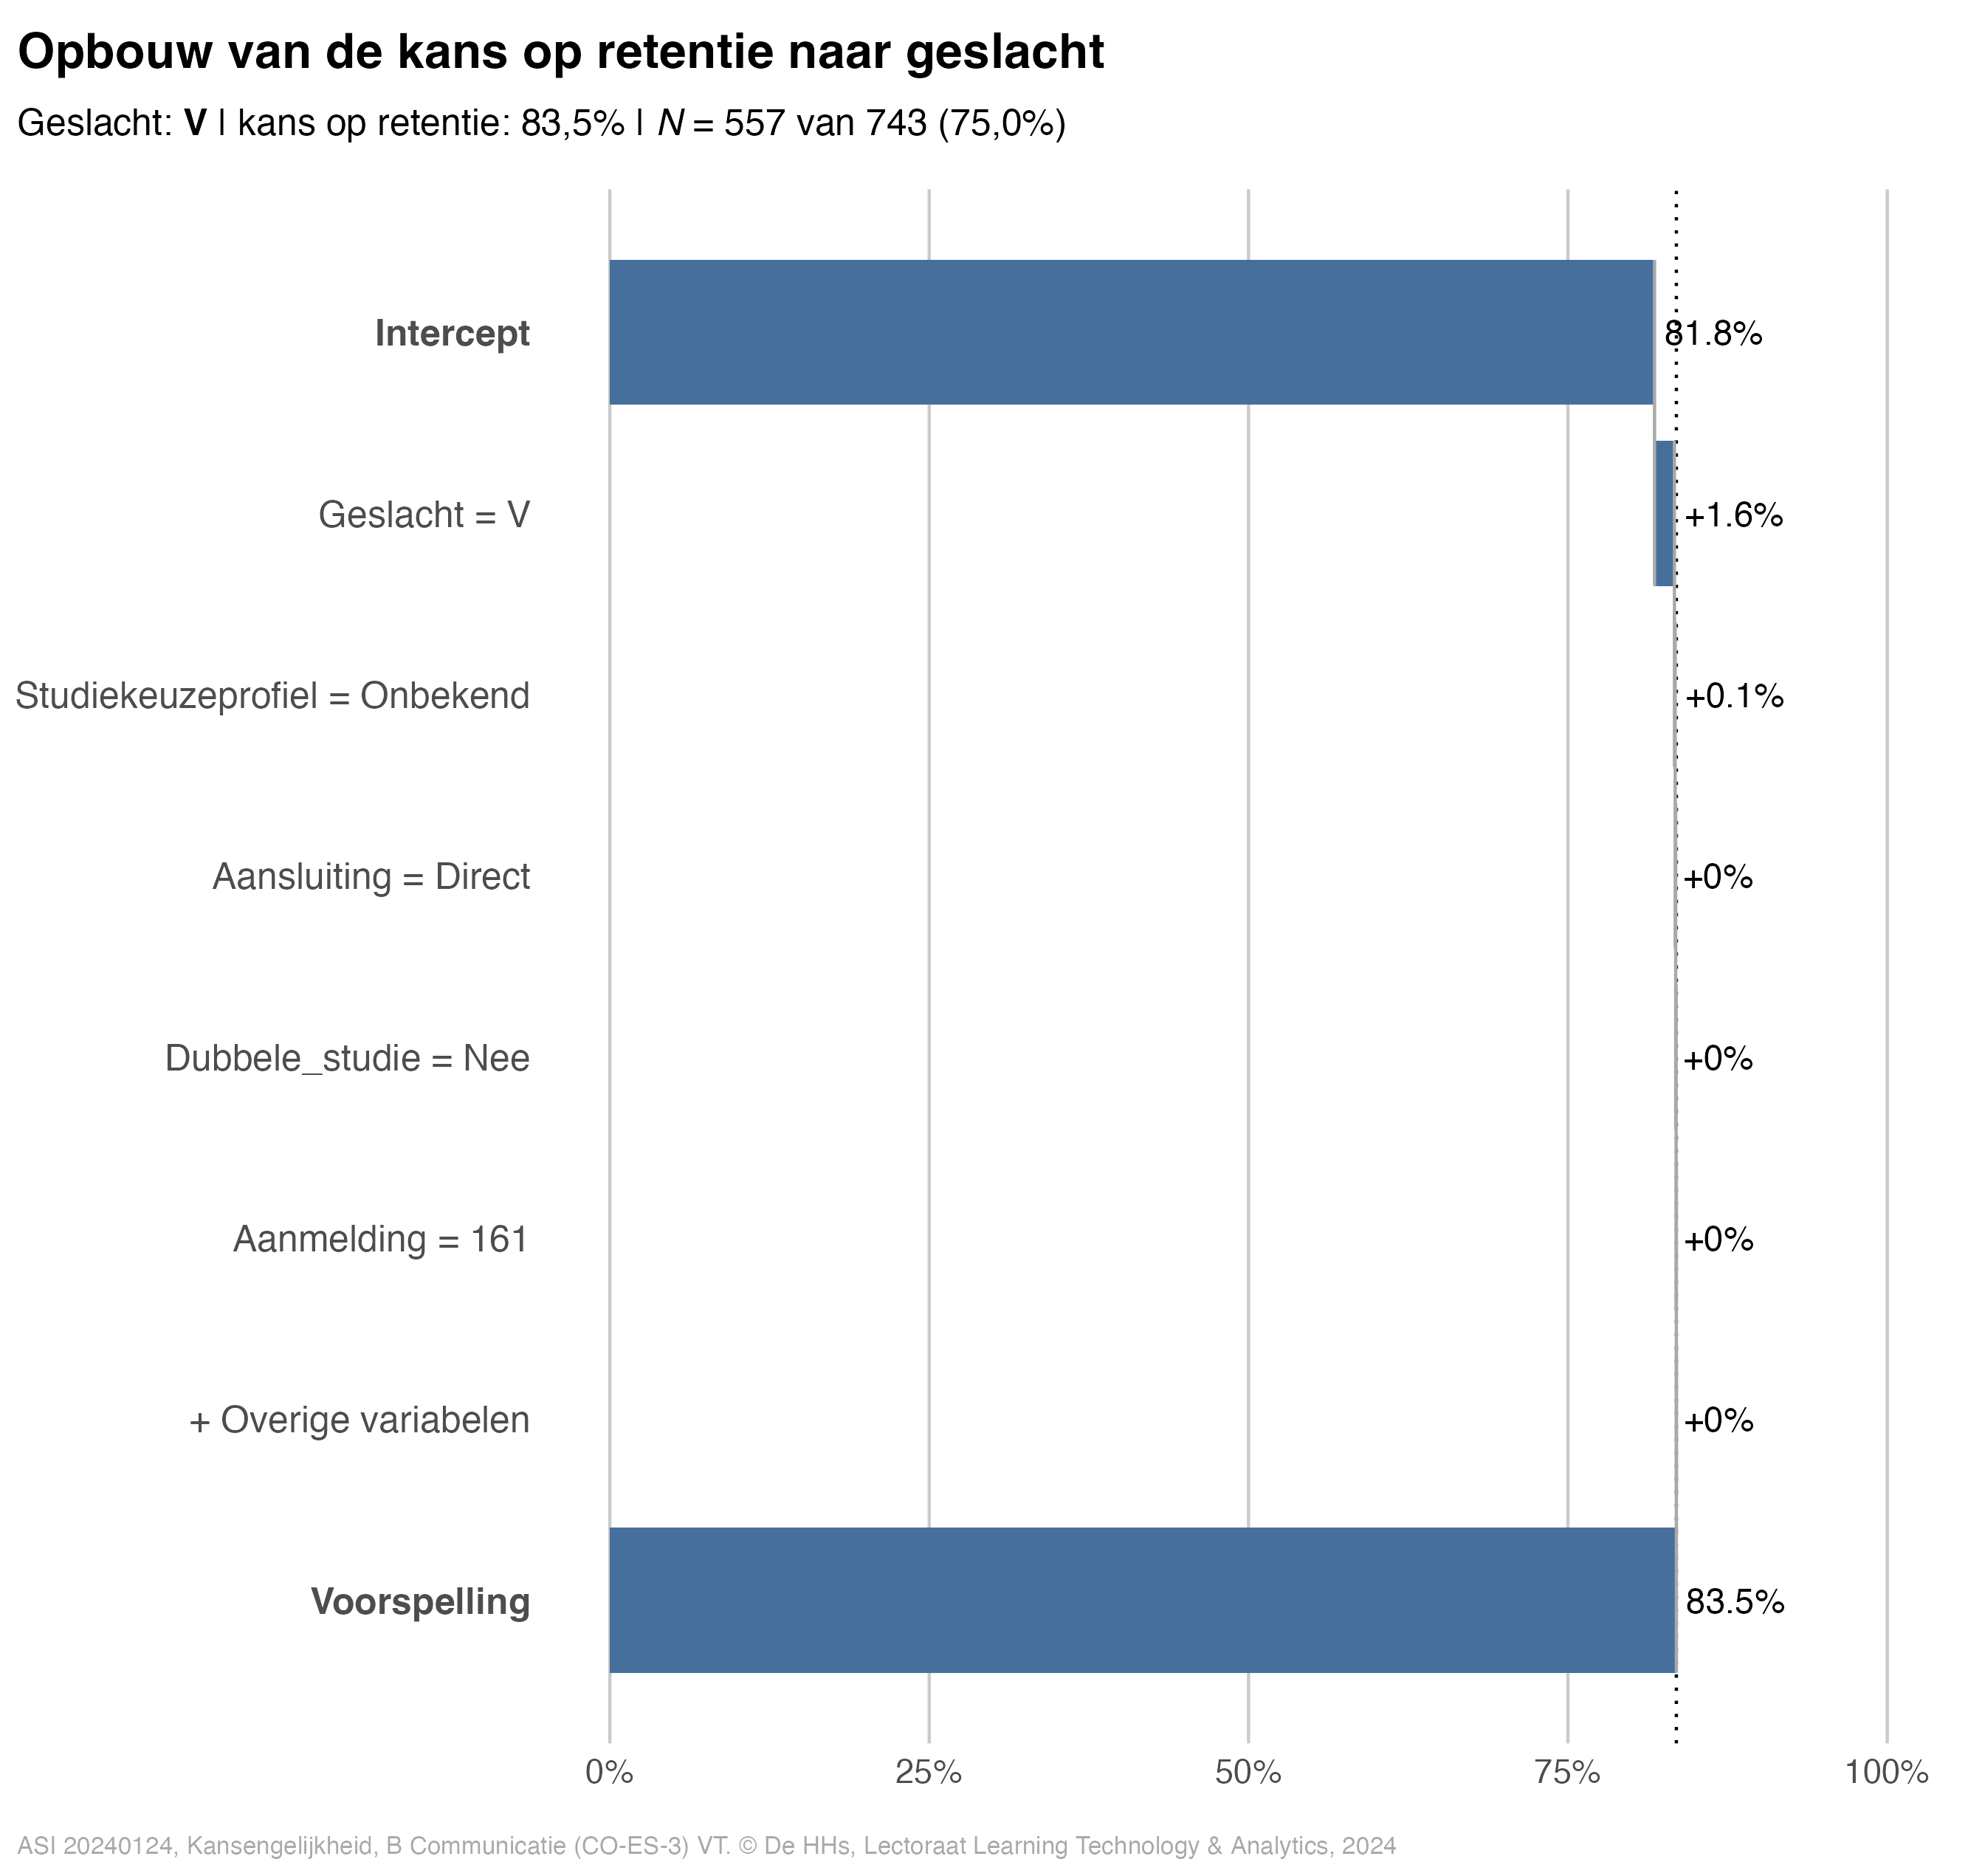 Opbouw van de kans op retentie naar geslacht
Geslacht: V | kans op retentie: 83,5% | N = 557 van 743 (75,0%)
Intercept 81.8%
Geslacht = V +1.6%
Studiekeuzeprofiel = Onbekend +0.1%
Aansluiting = Direct +0%
Dubbele_studie = Nee +0%
Aanmelding = 161 +0%
+ Overige variabelen +0%
Voorspelling 83.5%
0% 25% 50% 75% 100%
ASI 20240124, Kansengelijkheid, B Communicatie (CO-ES-3) VT. © De HHs, Lectoraat Learning Technology & Analytics, 2024